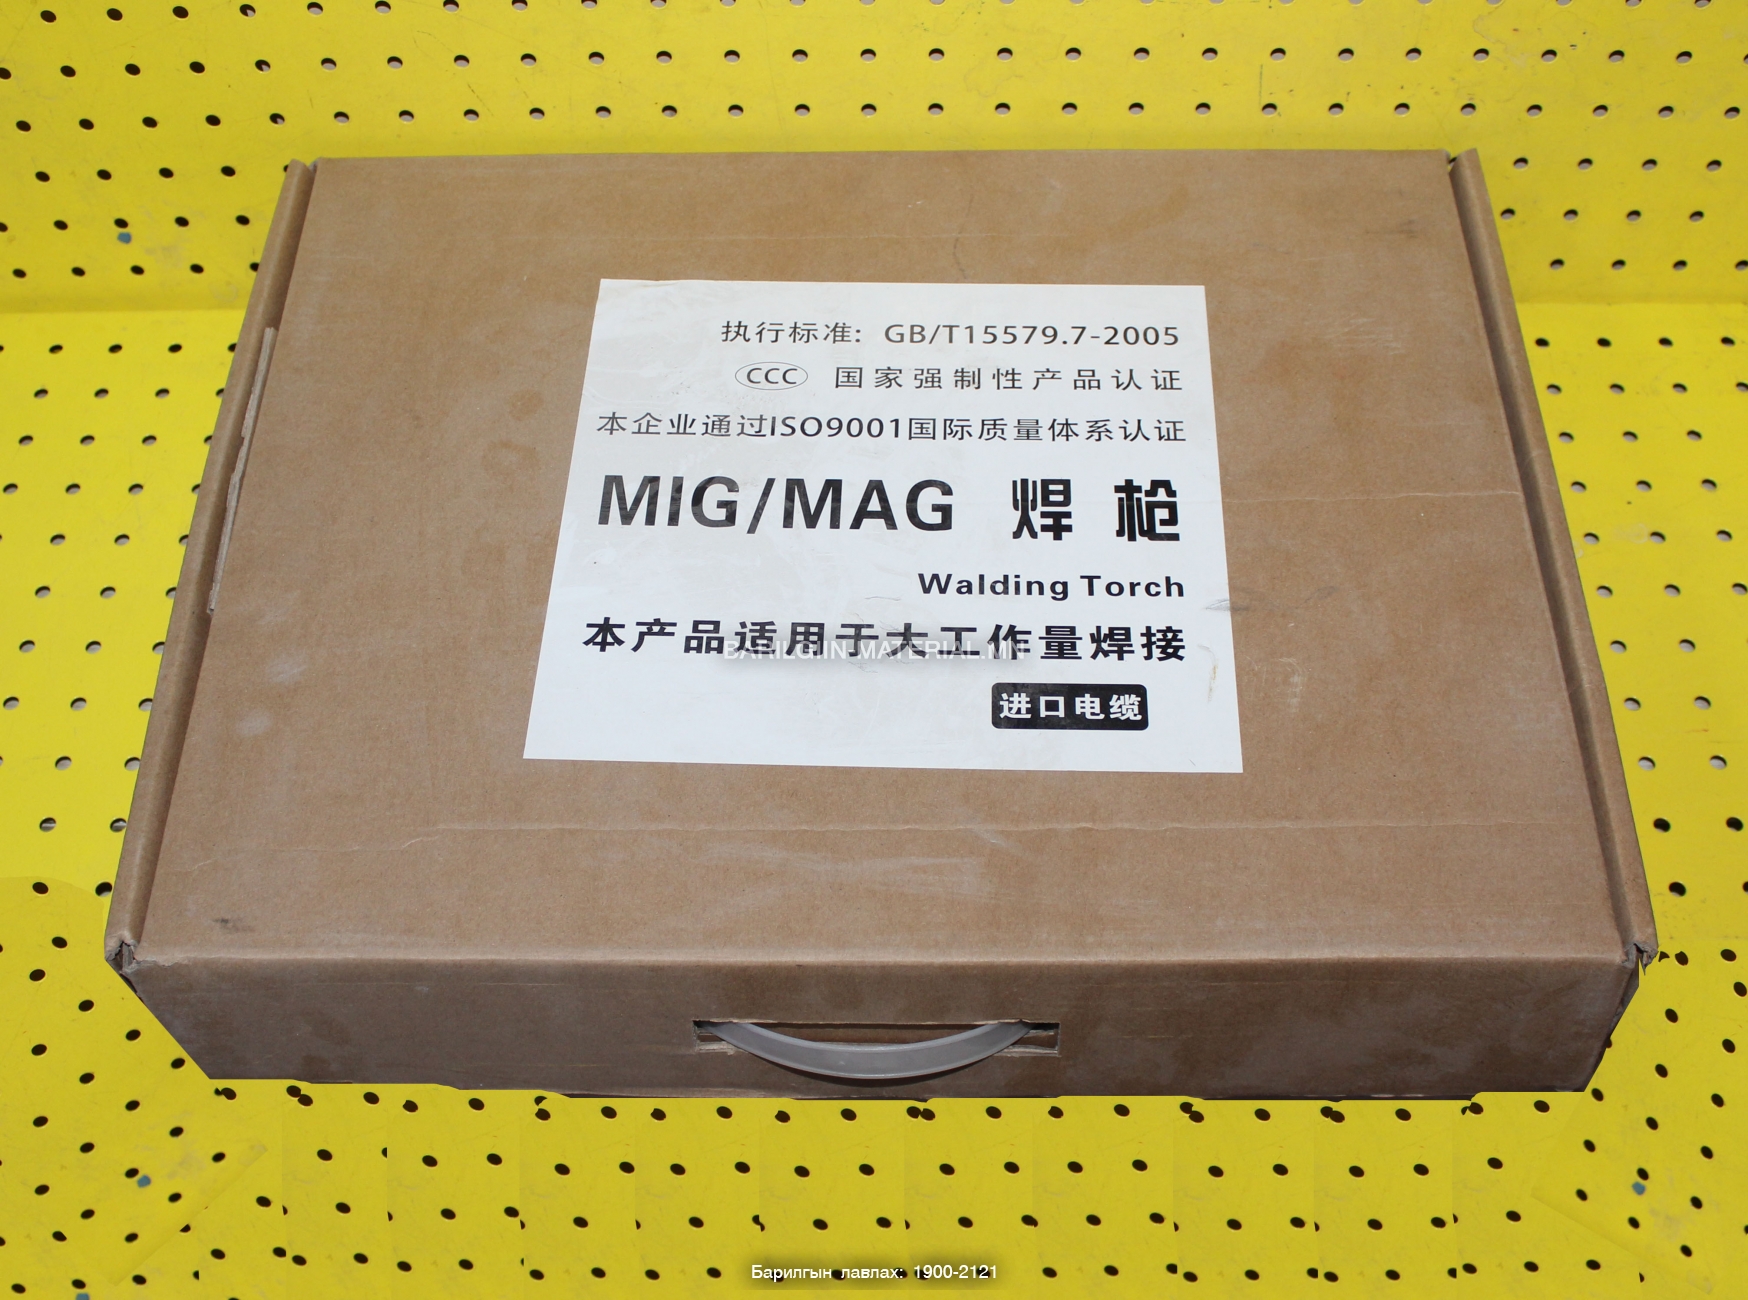 执行标准: GB/T15579.7-2005
CCC 国家强制性产品认证
本企业通过ISO9001国际质量体系认证
MIG/MAG 焊 枪
Walding Torch
本产品适用于大工作量焊接
BARILGIIN-MATERIAL.MN
进口电缆
Барилгын лавлах: 1900-2121